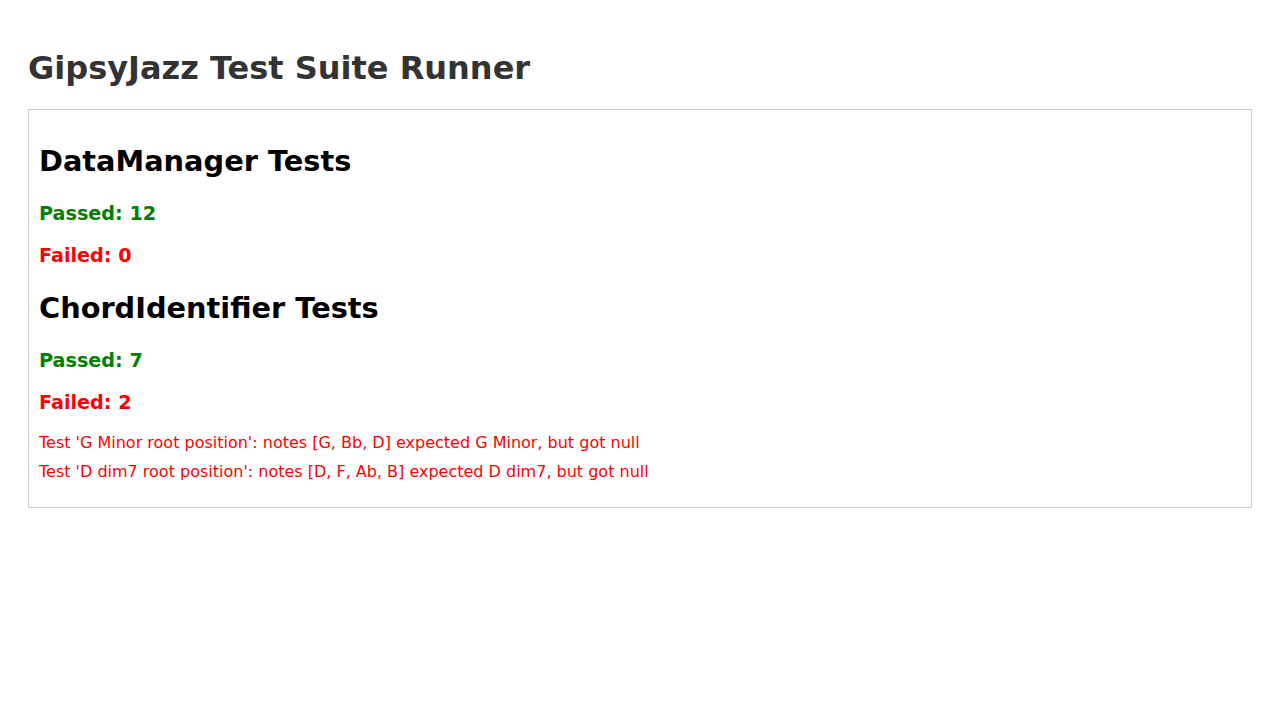 GipsyJazz Test Suite Runner
DataManager Tests
Passed: 12
Failed: 0
ChordIdentifier Tests
Passed: 7
Failed: 2
Test 'G Minor root position': notes [G, Bb, D] expected G Minor, but got null
Test 'D dim7 root position': notes [D, F, Ab, B] expected D dim7, but got null